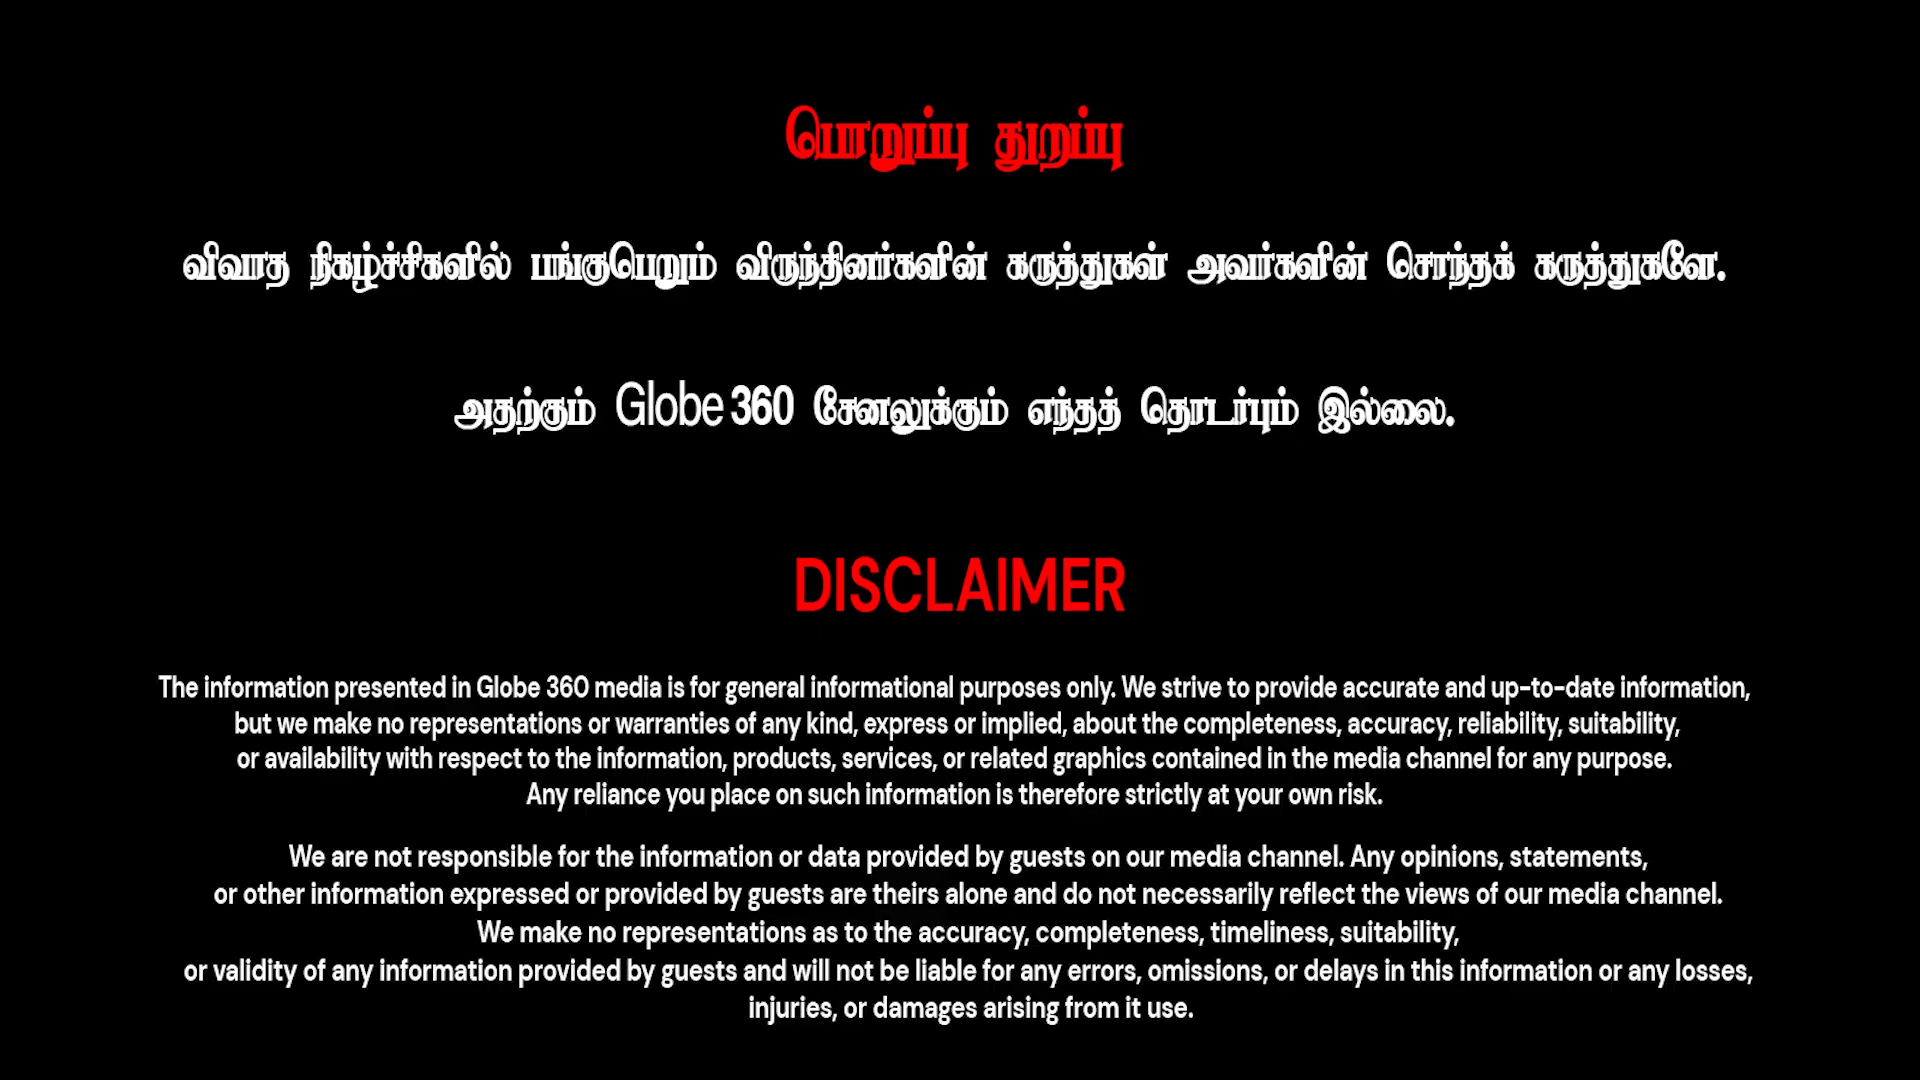 பொறுப்பு துறப்பு
விவாத நிகழ்ச்சிகளில் பங்குபெறும் விருந்தினர்களின் கருத்துகள் அவர்களின் சொந்தக் கருத்துகளே.
அதற்கும் Globe 360 சேனலுக்கும் எந்தத் தொடர்பும் இல்லை.
DISCLAIMER
The information presented in Globe 360 media is for general informational purposes only. We strive to provide accurate and up-to-date information,
but we make no representations or warranties of any kind, express or implied, about the completeness, accuracy, reliability, suitability,
or availability with respect to the information, products, services, or related graphics contained in the media channel for any purpose.
Any reliance you place on such information is therefore strictly at your own risk.
We are not responsible for the information or data provided by guests on our media channel. Any opinions, statements,
or other information expressed or provided by guests are theirs alone and do not necessarily reflect the views of our media channel.
We make no representations as to the accuracy, completeness, timeliness, suitability,
or validity of any information provided by guests and will not be liable for any errors, omissions, or delays in this information or any losses,
injuries, or damages arising from it use.